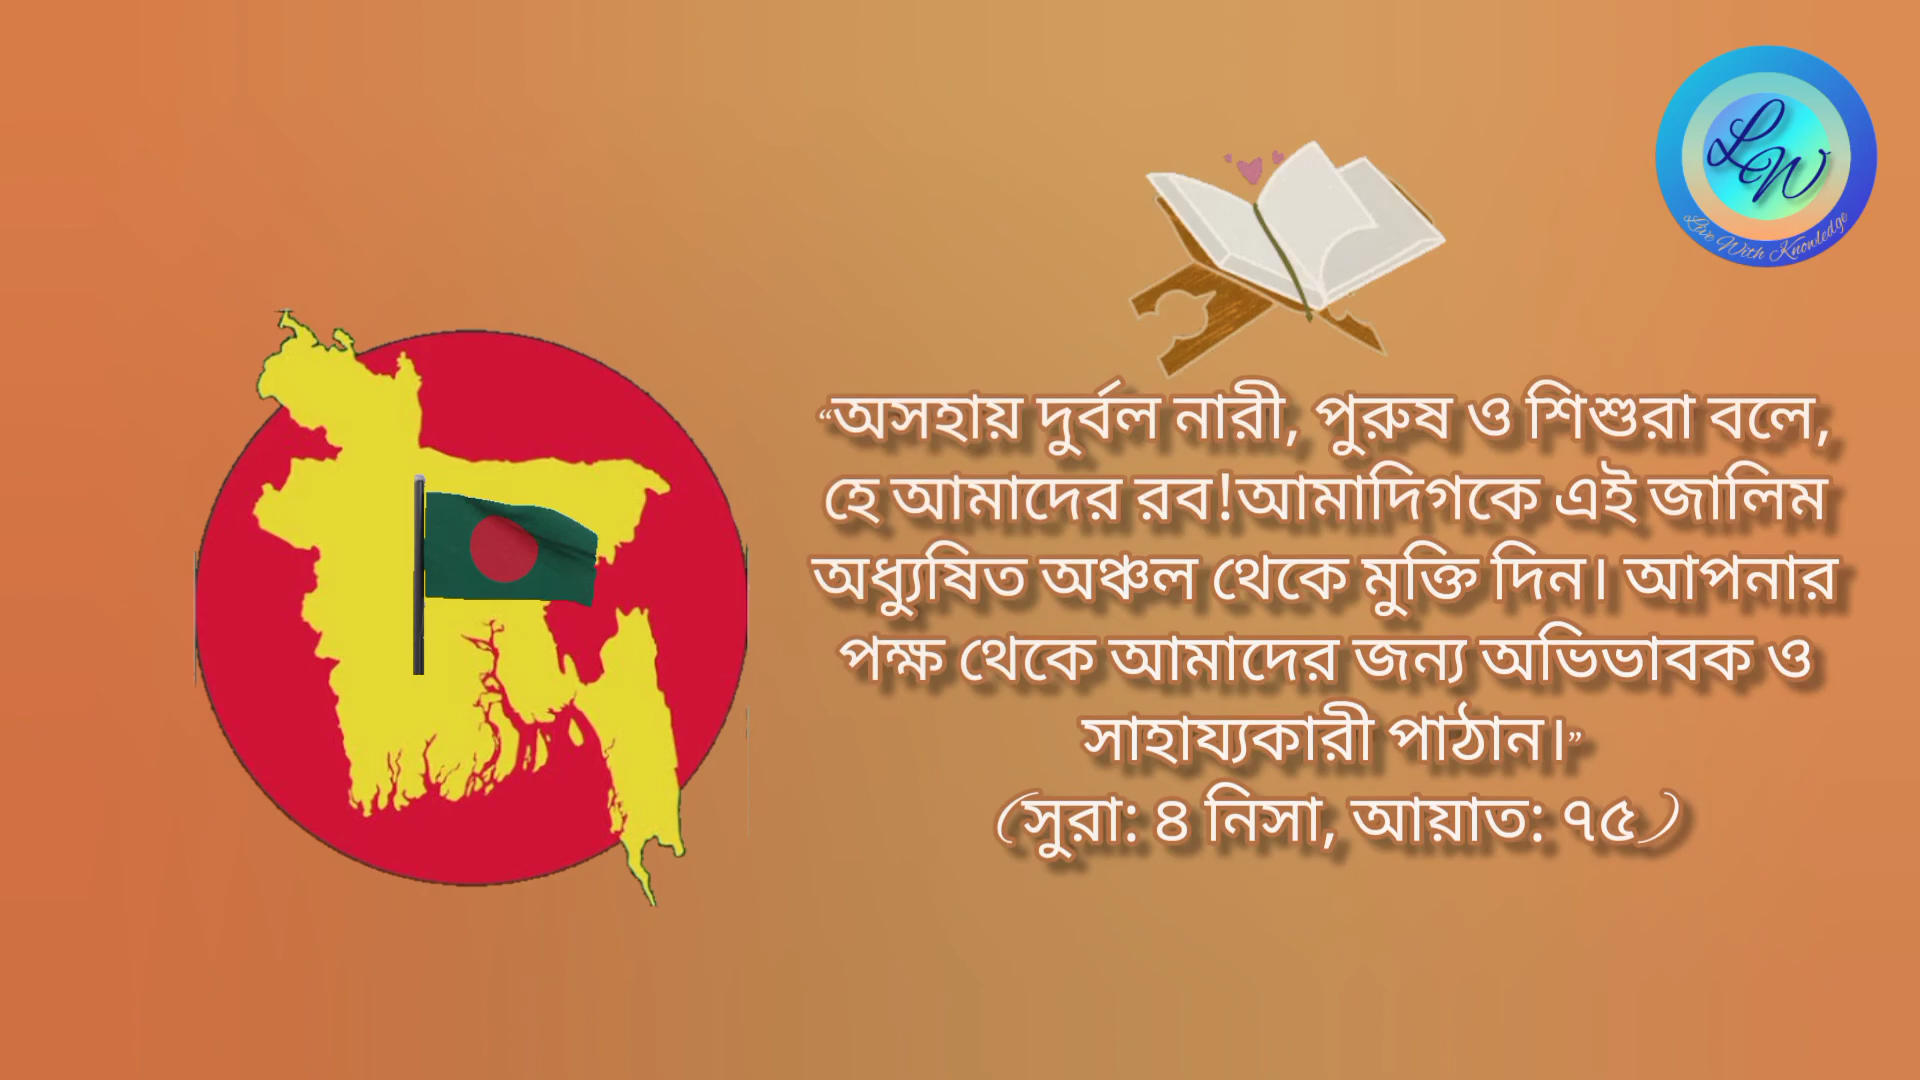 LW
Live With Knowledge
“অসহায় দুর্বল নারী, পুরুষ ও শিশুরা বলে,
হে আমাদের রব!আমাদিগকে এই জালিম
অধ্যুষিত অঞ্চল থেকে মুক্তি দিন। আপনার
পক্ষ থেকে আমাদের জন্য অভিভাবক ও
সাহায্যকারী পাঠান।”
(সুরা: ৪ নিসা, আয়াত: ৭৫)